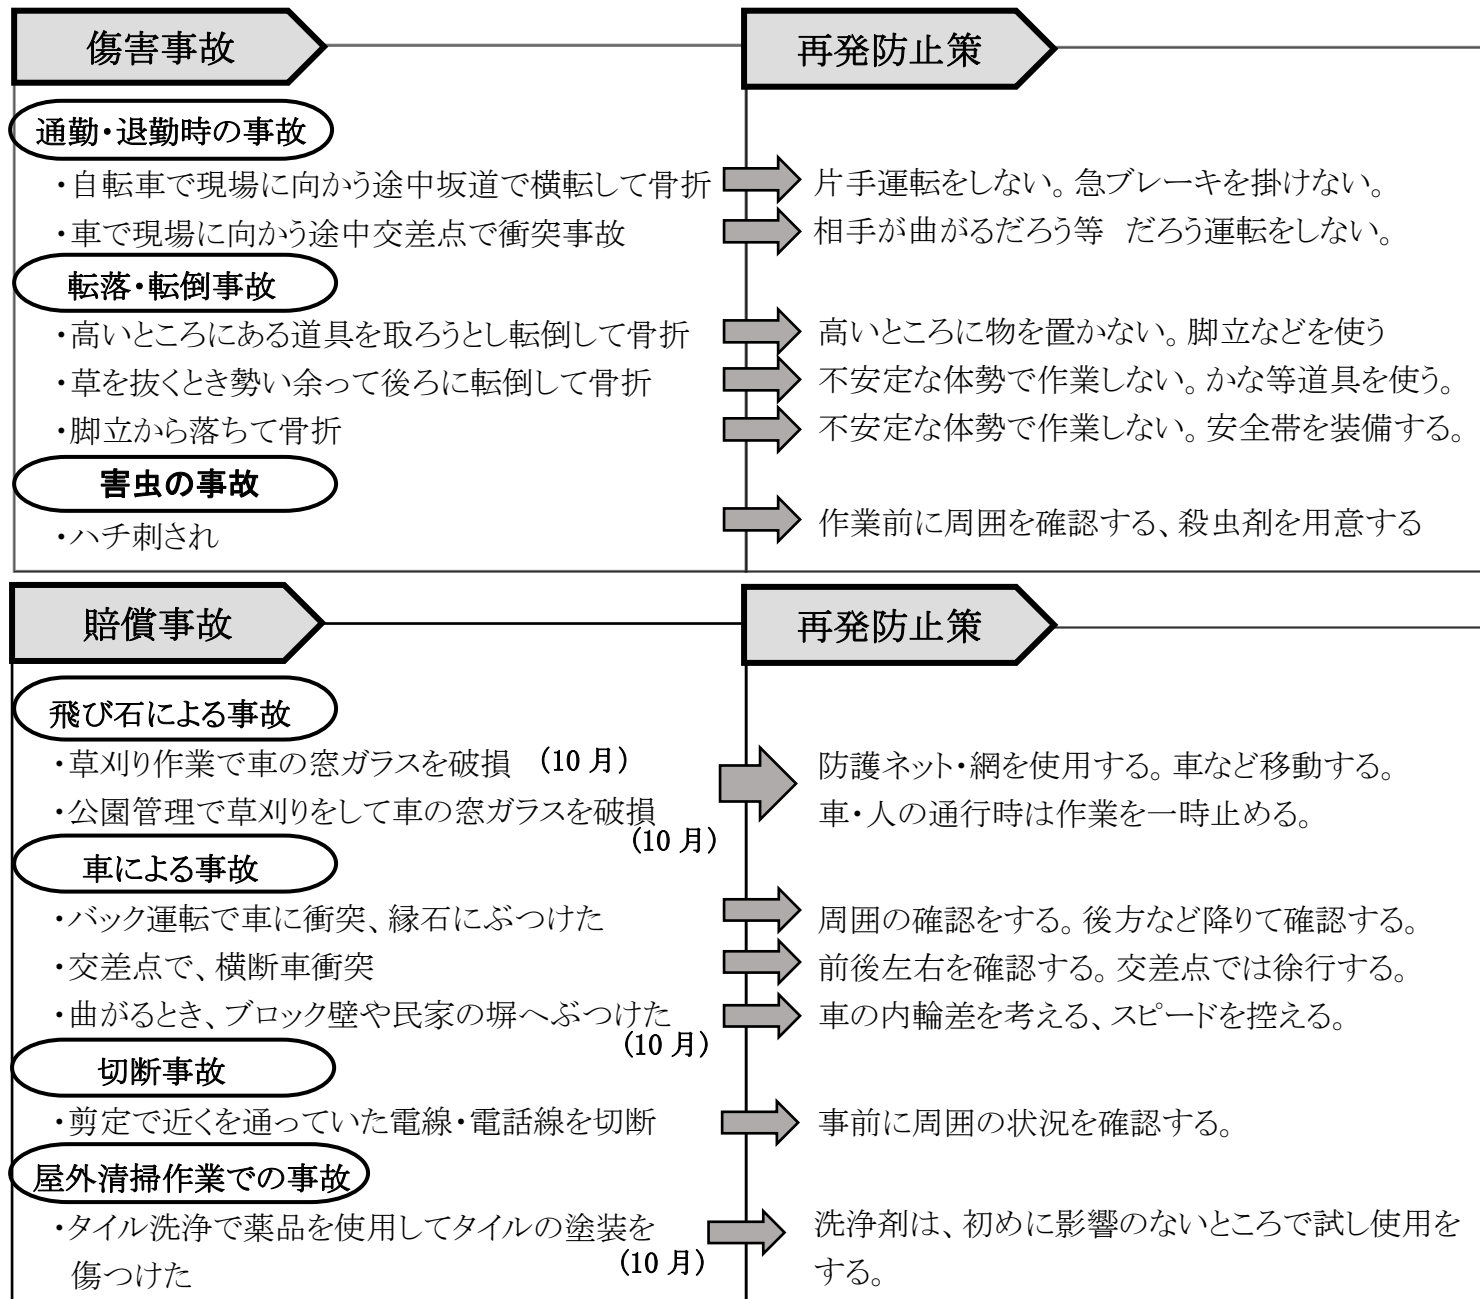 傷害事故
再発防止策
通勤・退勤時の事故
・自転車で現場に向かう途中坂道で横転して骨折
片手運転をしない。急ブレーキを掛けない。
・車で現場に向かう途中交差点で衝突事故
相手が曲がるだろう等　だろう運転をしない。
転落・転倒事故
・高いところにある道具を取ろうとし転倒して骨折
高いところに物を置かない。脚立などを使う
・草を抜くとき勢い余って後ろに転倒して骨折
不安定な体勢で作業しない。かな等道具を使う。
・脚立から落ちて骨折
不安定な体勢で作業しない。安全帯を装備する。
害虫の事故
・ハチ刺され
作業前に周囲を確認する、殺虫剤を用意する
賠償事故
再発防止策
飛び石による事故
・草刈り作業で車の窓ガラスを破損　(10 月)
防護ネット・網を使用する。車など移動する。
・公園管理で草刈りをして車の窓ガラスを破損
(10 月)
車・人の通行時は作業を一時止める。
車による事故
・バック運転で車に衝突、縁石にぶつけた
周囲の確認をする。後方など降りて確認する。
・交差点で、横断車衝突
前後左右を確認する。交差点では徐行する。
・曲がるとき、ブロック壁や民家の塀へぶつけた
(10 月)
車の内輪差を考える、スピードを控える。
切断事故
・剪定で近くを通っていた電線・電話線を切断
事前に周囲の状況を確認する。
屋外清掃作業での事故
・タイル洗浄で薬品を使用してタイルの塗装を
傷つけた
(10 月)
洗浄剤は、初めに影響のないところで試し使用を
する。